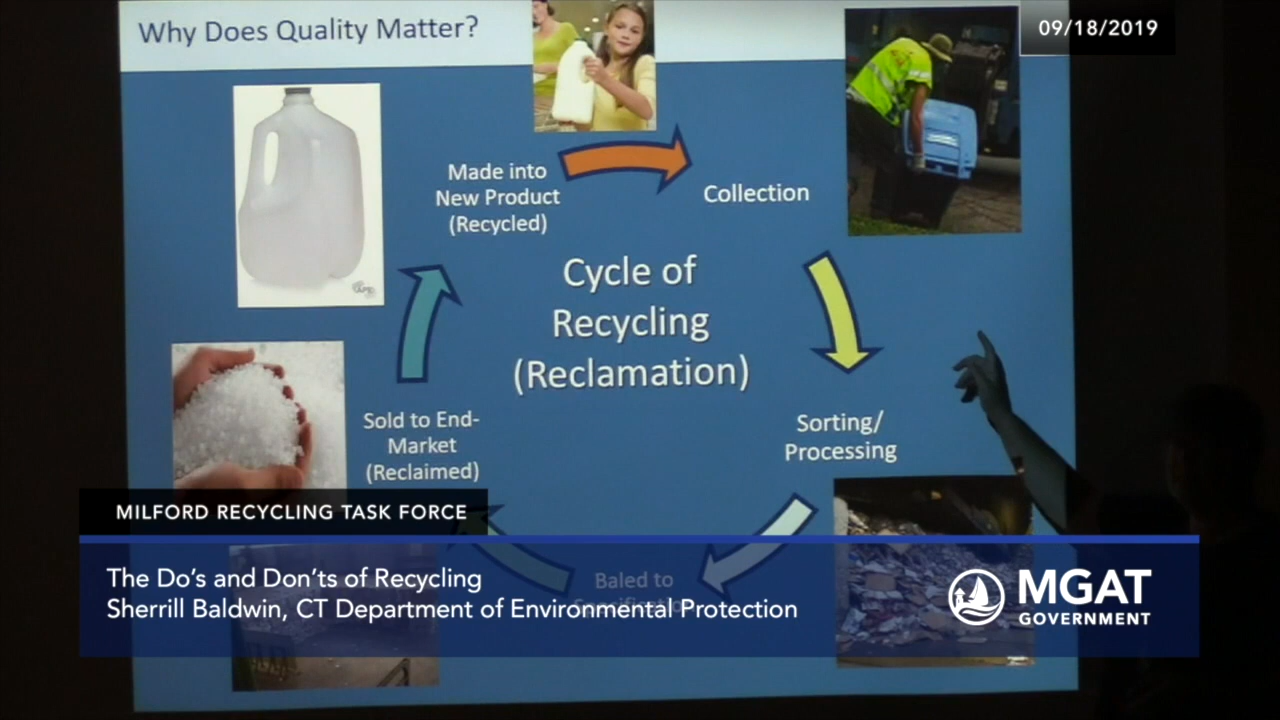 Why Does Quality Matter?
09/18/2019
Made into
New Product
(Recycled)
Collection
Cycle of
Recycling
(Reclamation)
Sold to End-
Market
(Reclaimed)
Sorting/
Processing
Baled to
MILFORD RECYCLING TASK FORCE
The Do's and Don'ts of Recycling
Sherrill Baldwin, CT Department of Environmental Protection
MGAT
GOVERNMENT